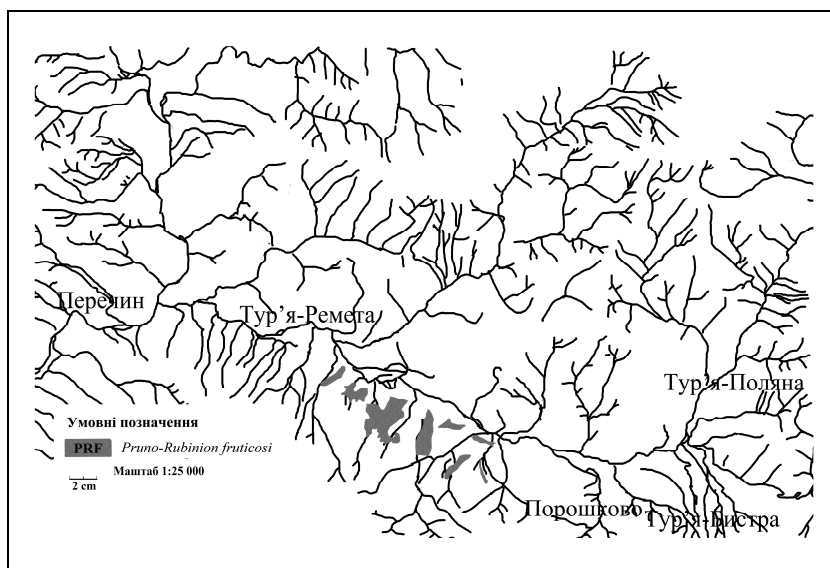 Перечин
Тур’я-Ремета
Тур’я-Поляна
Умовні позначення
PRF Pruno-Rubinion fruticosi
Маштаб 1:25 000
2 cm
Порошково
Тур’я-Бистра